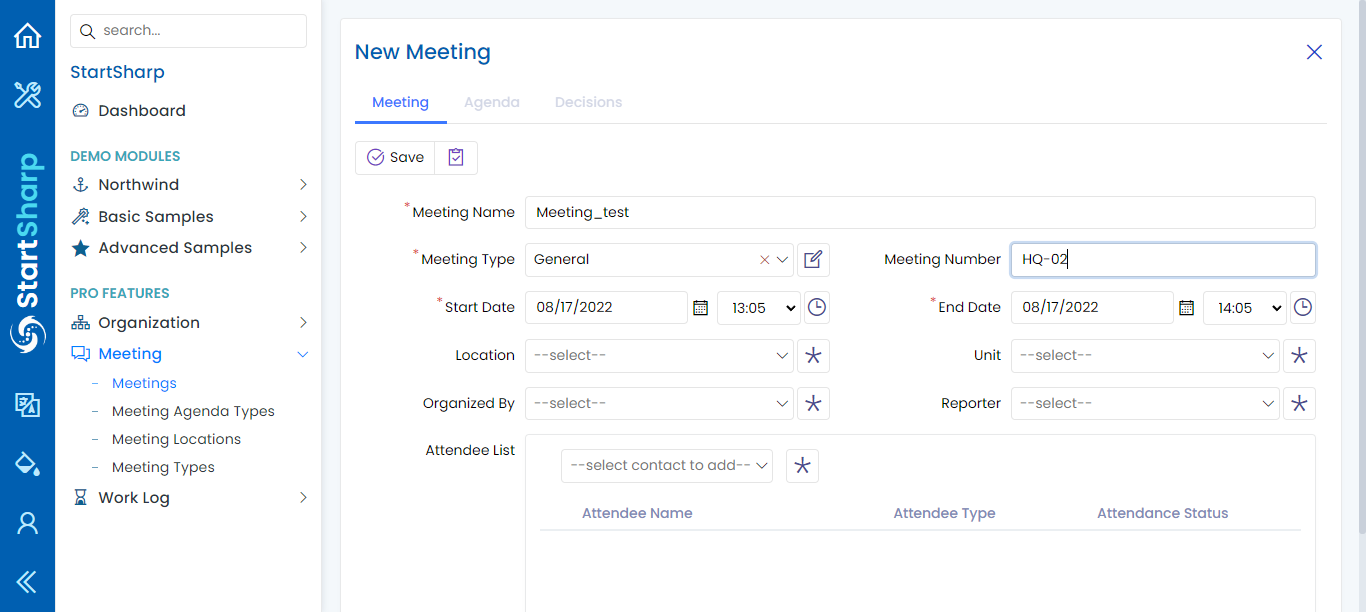 search...
StartSharp
StartSharp
Dashboard
DEMO MODULES
Northwind
Basic Samples
Advanced Samples
PRO FEATURES
Organization
Meeting
- Meetings
- Meeting Agenda Types
- Meeting Locations
- Meeting Types
Work Log
New Meeting
Meeting Agenda Decisions
Save
*Meeting Name Meeting_test
*Meeting Type General Meeting Number HQ-02
*Start Date 08/17/2022 13:05 *End Date 08/17/2022 14:05
Location --select-- Unit --select--
Organized By --select-- Reporter --select--
Attendee List
--select contact to add--
Attendee Name Attendee Type Attendance Status